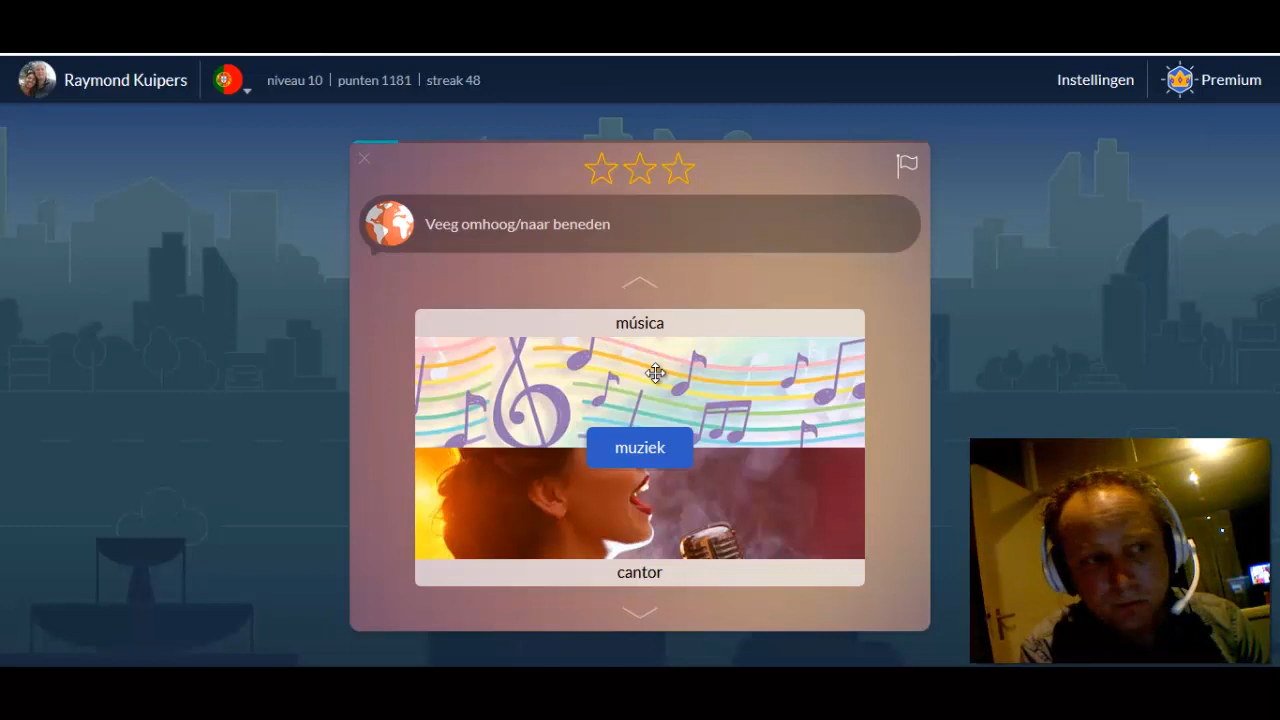 Raymond Kuipers
niveau 10 | punten 1181 | streak 48
Instellingen
Premium
Veeg omhoog/naar beneden
música
muziek
cantor